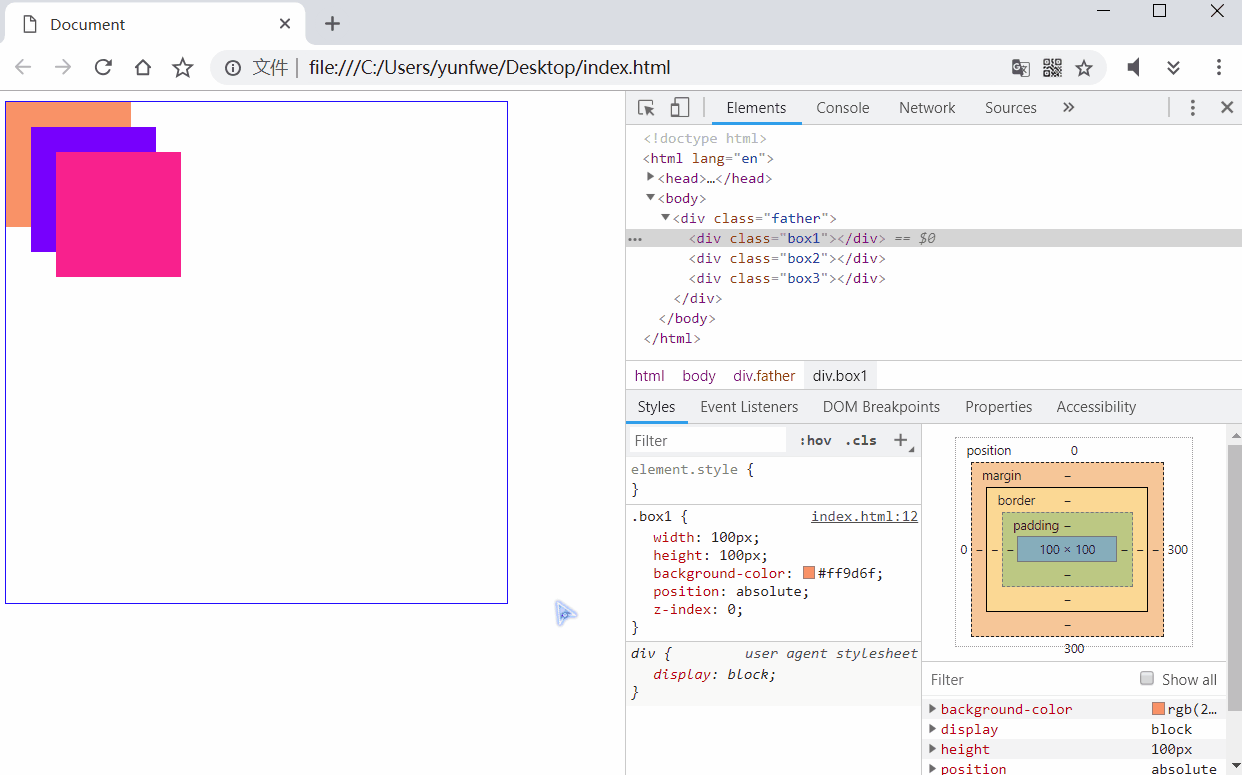 Document
文件 file:///C:/Users/yunfwe/Desktop/index.html
Elements Console Network Sources »
<!doctype html>
<html lang="en">
<head>…</head>
<body>
<div class="father">
<div class="box1"></div> == $0
<div class="box2"></div>
<div class="box3"></div>
</div>
</body>
</html>
html body div.father div.box1
Styles Event Listeners DOM Breakpoints Properties Accessibility
Filter :hov .cls +
element.style {
}
.box1 { index.html:12
width: 100px;
height: 100px;
background-color: #ff9d6f;
position: absolute;
z-index: 0;
}
div { user agent stylesheet
display: block;
}
position 0
margin –
border –
padding –
0 – – – 100 × 100 – – – 300
–
–
–
300
Filter Show all
background-color rgb(2…
display block
height 100px
position absolute